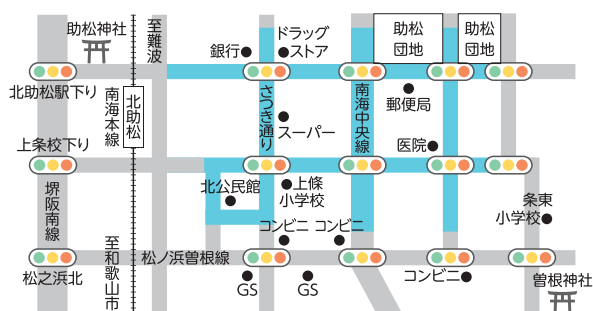 助松神社
至難波
銀行
ドラッグ
ストア
助松
団地
助松
団地
北助松駅下り
南海本線
北助松
さつき通り
スーパー
南海中央線
郵便局
医院
上条校下り
堺阪南線
北公民館
上條
小学校
コンビニ
コンビニ
条東
小学校
至和歌山市
松ノ浜曽根線
松之浜北
GS
GS
コンビニ
曽根神社